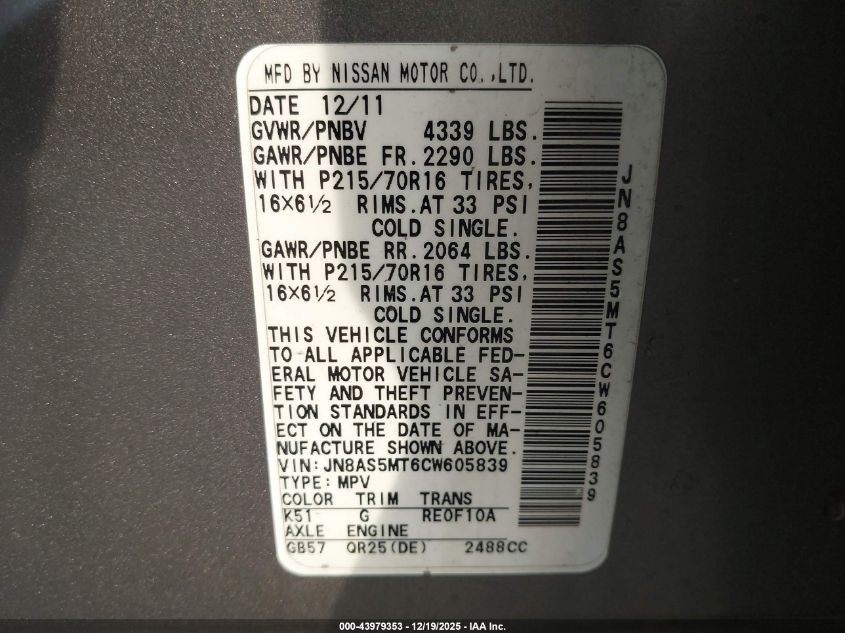 MFD BY NISSAN MOTOR CO.,LTD.
DATE 12/11
GVWR/PNBV 4339 LBS.
GAWR/PNBE FR. 2290 LBS.
WITH P215/70R16 TIRES,
16×6½ RIMS. AT 33 PSI
COLD SINGLE.
GAWR/PNBE RR. 2064 LBS.
WITH P215/70R16 TIRES,
16×6½ RIMS. AT 33 PSI
COLD SINGLE.
THIS VEHICLE CONFORMS
TO ALL APPLICABLE FED-
ERAL MOTOR VEHICLE SA-
FETY AND THEFT PREVEN-
TION STANDARDS IN EFF-
ECT ON THE DATE OF MA-
NUFACTURE SHOWN ABOVE.
VIN:JN8AS5MT6CW605839
TYPE:MPV
COLOR TRIM TRANS
K51 G RE0F10A
AXLE ENGINE
GB57 QR25(DE) 2488CC
JN8AS5MT6CW605839
000-43979353 - 12/19/2025 - IAA Inc.